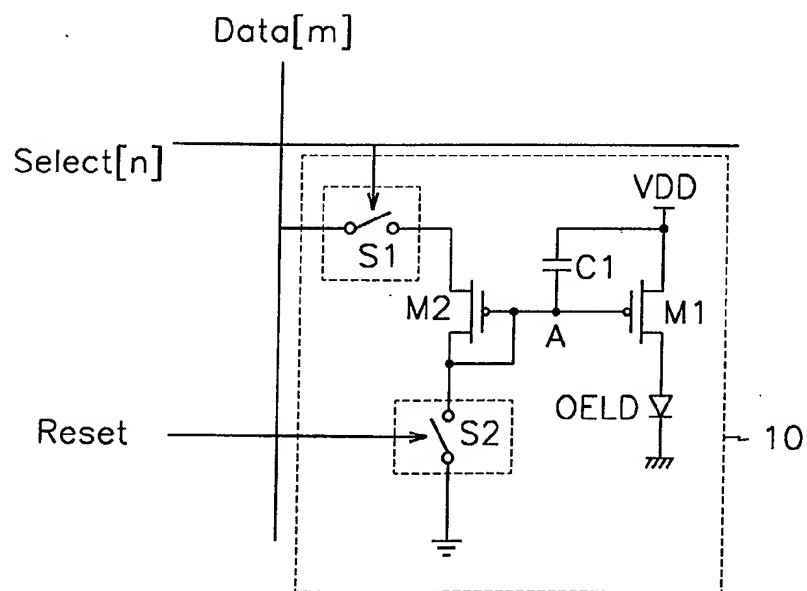 Data[m]
Select[n]
VDD
S1
C1
M2
M1
A
OELD
Reset
S2
10